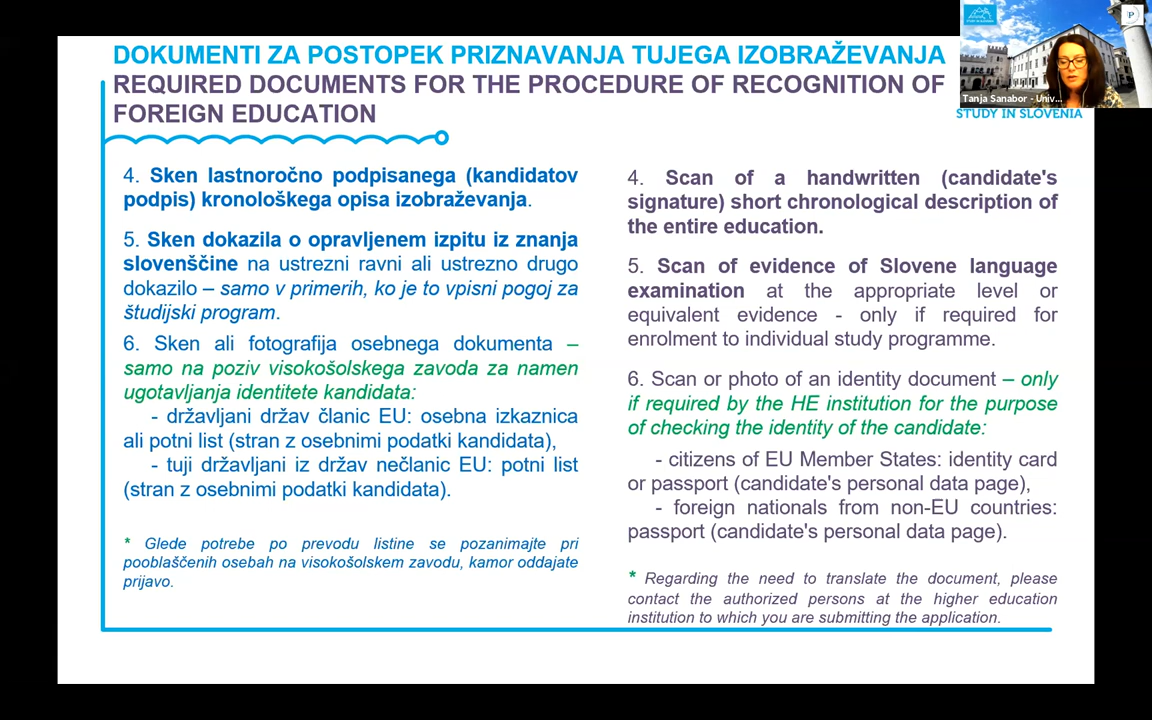 DOKUMENTI ZA POSTOPEK PRIZNAVANJA TUJEGA IZOBRAŽEVANJA
REQUIRED DOCUMENTS FOR THE PROCEDURE OF RECOGNITION OF
FOREIGN EDUCATION
4. Sken lastnoročno podpisanega (kandidatov
podpis) kronološkega opisa izobraževanja.
5. Sken dokazila o opravljenem izpitu iz znanja
slovenščine na ustrezni ravni ali ustrezno drugo
dokazilo – samo v primerih, ko je to vpisni pogoj za
študijski program.
6. Sken ali fotografija osebnega dokumenta –
samo na poziv visokošolskega zavoda za namen
ugotavljanja identitete kandidata:
- državljani držav članic EU: osebna izkaznica
ali potni list (stran z osebnimi podatki kandidata),
- tuji državljani iz držav nečlanic EU: potni list
(stran z osebnimi podatki kandidata).
* Glede potrebe po prevodu listine se pozanimajte pri
pooblaščenih osebah na visokošolskem zavodu, kamor oddajate
prijavo.
4. Scan of a handwritten (candidate's
signature) short chronological description of
the entire education.
5. Scan of evidence of Slovene language
examination at the appropriate level or
equivalent evidence - only if required for
enrolment to individual study programme.
6. Scan or photo of an identity document – only
if required by the HE institution for the purpose
of checking the identity of the candidate:
- citizens of EU Member States: identity card
or passport (candidate's personal data page),
- foreign nationals from non-EU countries:
passport (candidate's personal data page).
* Regarding the need to translate the document, please
contact the authorized persons at the higher education
institution to which you are submitting the application.
Tanja Sanabor - Univ...
STUDY IN SLOVENIA